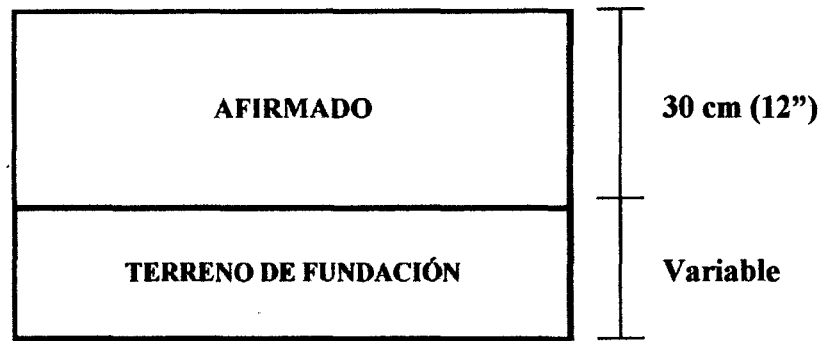 AFIRMADO
30 cm (12”)
TERRENO DE FUNDACIÓN
Variable